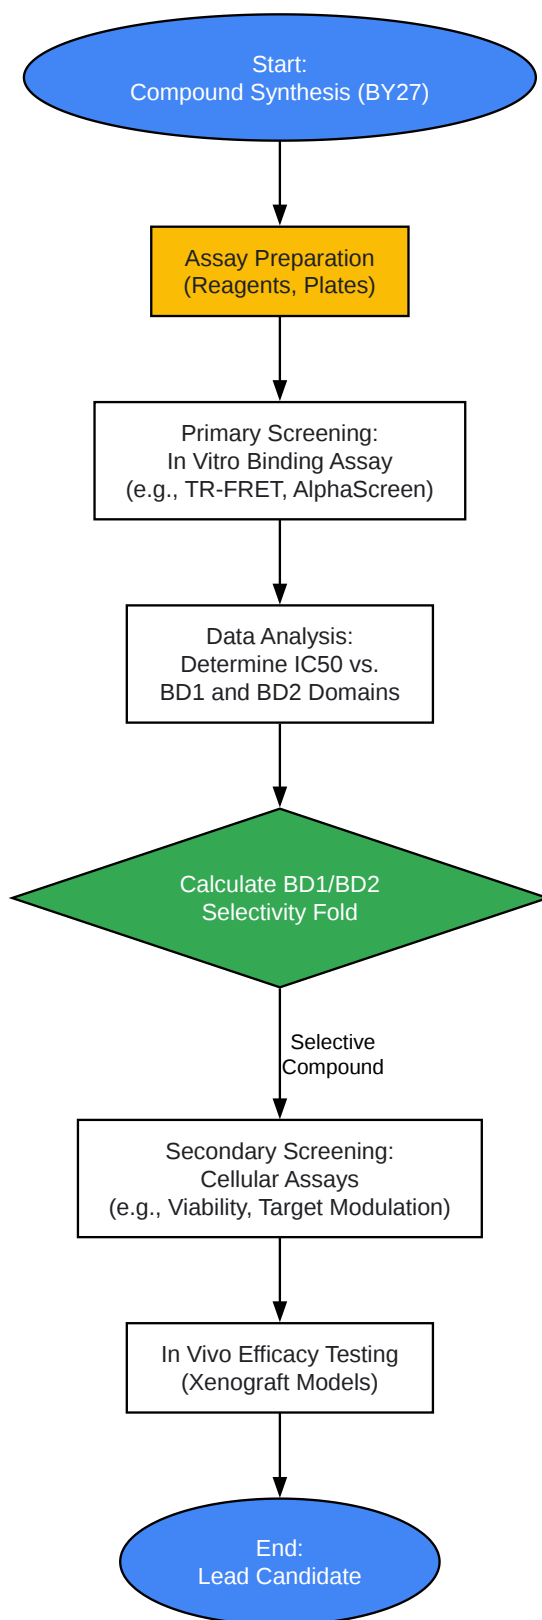 Start:
Compound Synthesis (BY27)
Assay Preparation
(Reagents, Plates)
Primary Screening:
In Vitro Binding Assay
(e.g., TR-FRET, AlphaScreen)
Data Analysis:
Determine IC50 vs.
BD1 and BD2 Domains
Calculate BD1/BD2
Selectivity Fold
Selective
Compound
Secondary Screening:
Cellular Assays
(e.g., Viability, Target Modulation)
In Vivo Efficacy Testing
(Xenograft Models)
End:
Lead Candidate